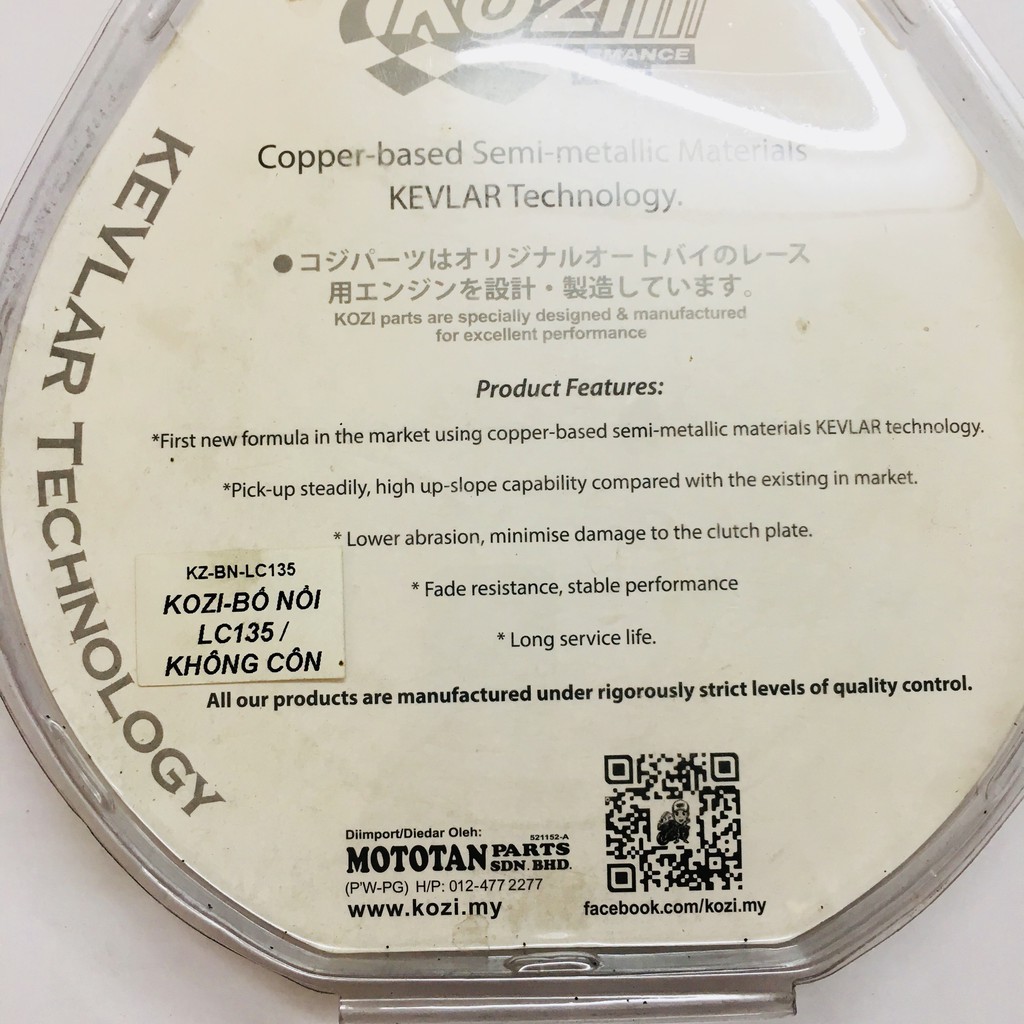 KOZI
PERFORMANCE
Copper-based Semi-metallic Materials
KEVLAR Technology.
KEVLAR TECHNOLOGY
●コジパーツはオリジナルオートバイのレース
用エンジンを設計・製造しています。
KOZI parts are specially designed & manufactured
for excellent performance
Product Features:
*First new formula in the market using copper-based semi-metallic materials KEVLAR technology.
*Pick-up steadily, high up-slope capability compared with the existing in market.
* Lower abrasion, minimise damage to the clutch plate.
* Fade resistance, stable performance
* Long service life.
KZ-BN-LC135
KOZI-BỐ NỒI
LC135 /
KHÔNG CÔN
All our products are manufactured under rigorously strict levels of quality control.
Diimport/Diedar Oleh:
521152-A
MOTOTAN PARTS SDN. BHD.
(P'W-PG) H/P: 012-477 2277
www.kozi.my
facebook.com/kozi.my